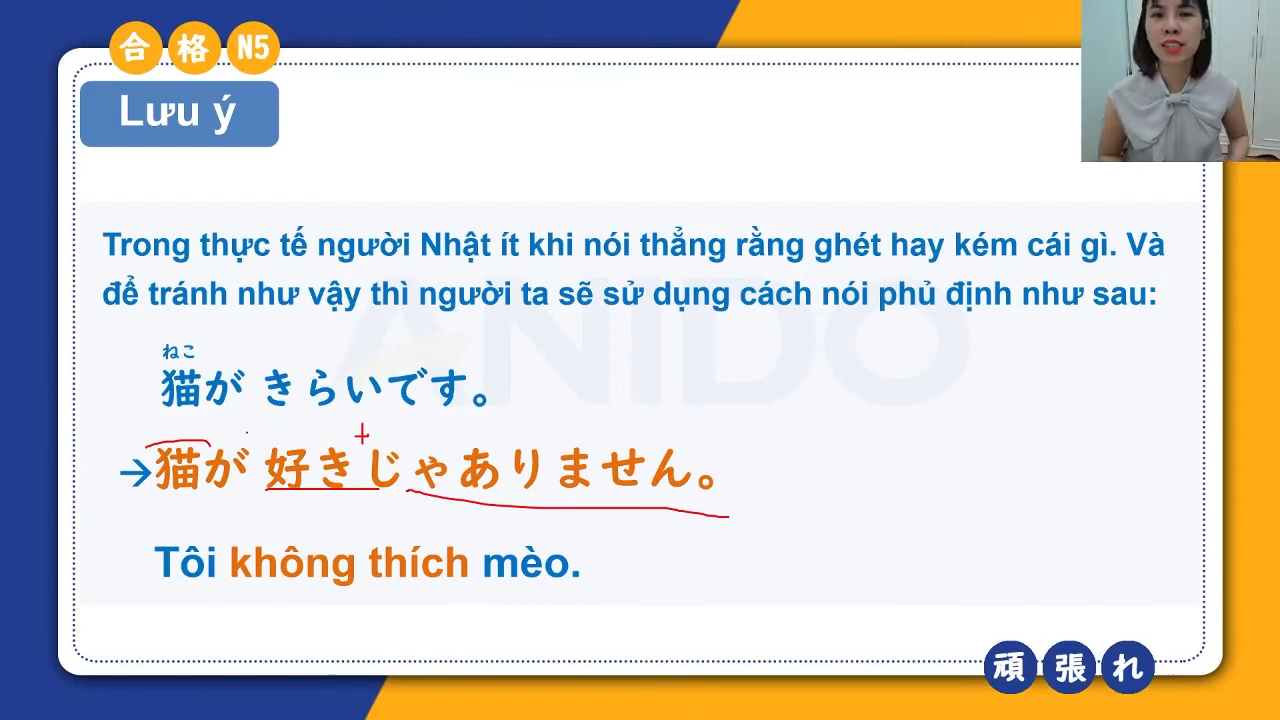 合格 N5
Lưu ý
Trong thực tế người Nhật ít khi nói thẳng rằng ghét hay kém cái gì. Và
để tránh như vậy thì người ta sẽ sử dụng cách nói phủ định như sau:
ANIDO
ねこ
猫が きらいです。
+
→猫が 好きじゃありません。
Tôi không thích mèo.
頑張れ